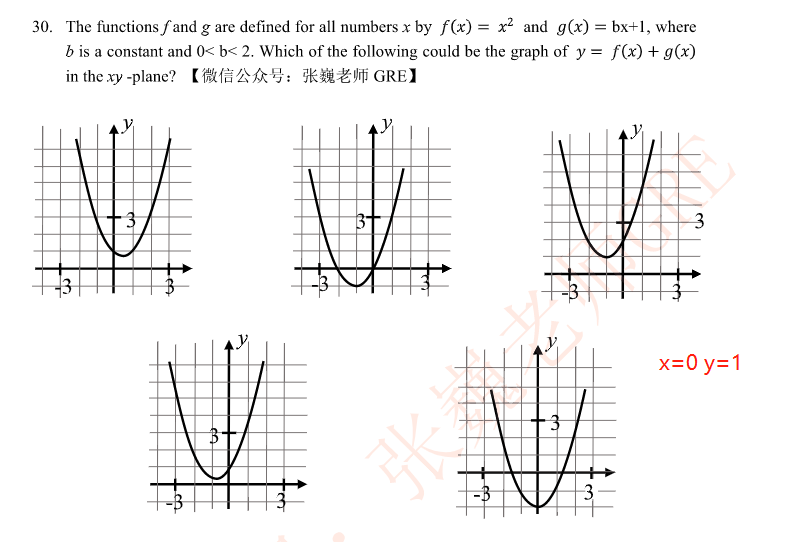 30. The functions f and g are defined for all numbers x by f(x) = x² and g(x) = bx+1, where
b is a constant and 0< b< 2. Which of the following could be the graph of y = f(x) + g(x)
in the xy -plane? 【微信公众号：张巍老师 GRE】
y
3
-3
3
y
3
-3
3
y
3
-3
3
y
3
-3
3
y
3
-3
3
x=0 y=1
张巍老师GRE